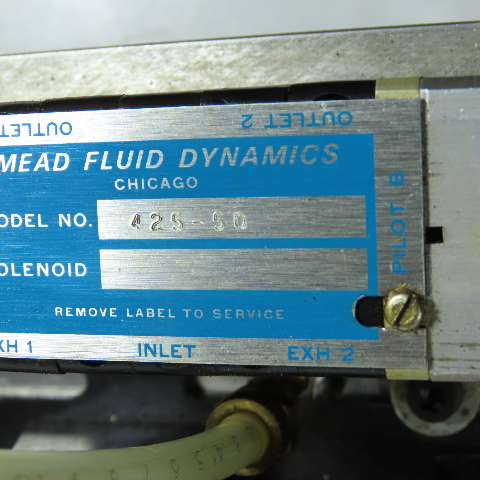 OUTLET
OUTLET 2
MEAD FLUID DYNAMICS
CHICAGO
ODEL NO. 425-50
OLENOID
PILOT B
REMOVE LABEL TO SERVICE
XH 1 INLET EXH 2